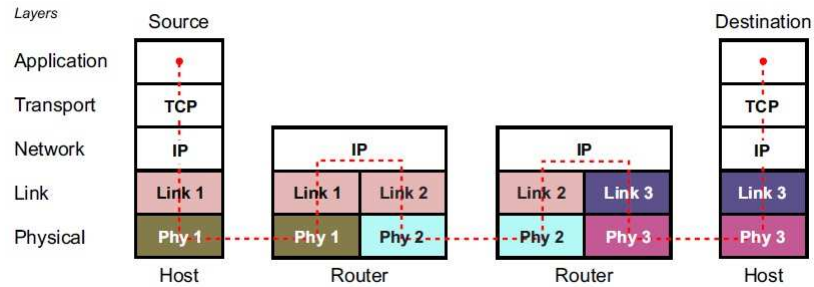 Layers
Source Destination
Application
Transport TCP TCP
Network IP IP IP IP
Link Link 1 Link 1 Link 2 Link 2 Link 3 Link 3
Physical Phy 1 Phy 1 Phy 2 Phy 2 Phy 3 Phy 3
Host Router Router Host